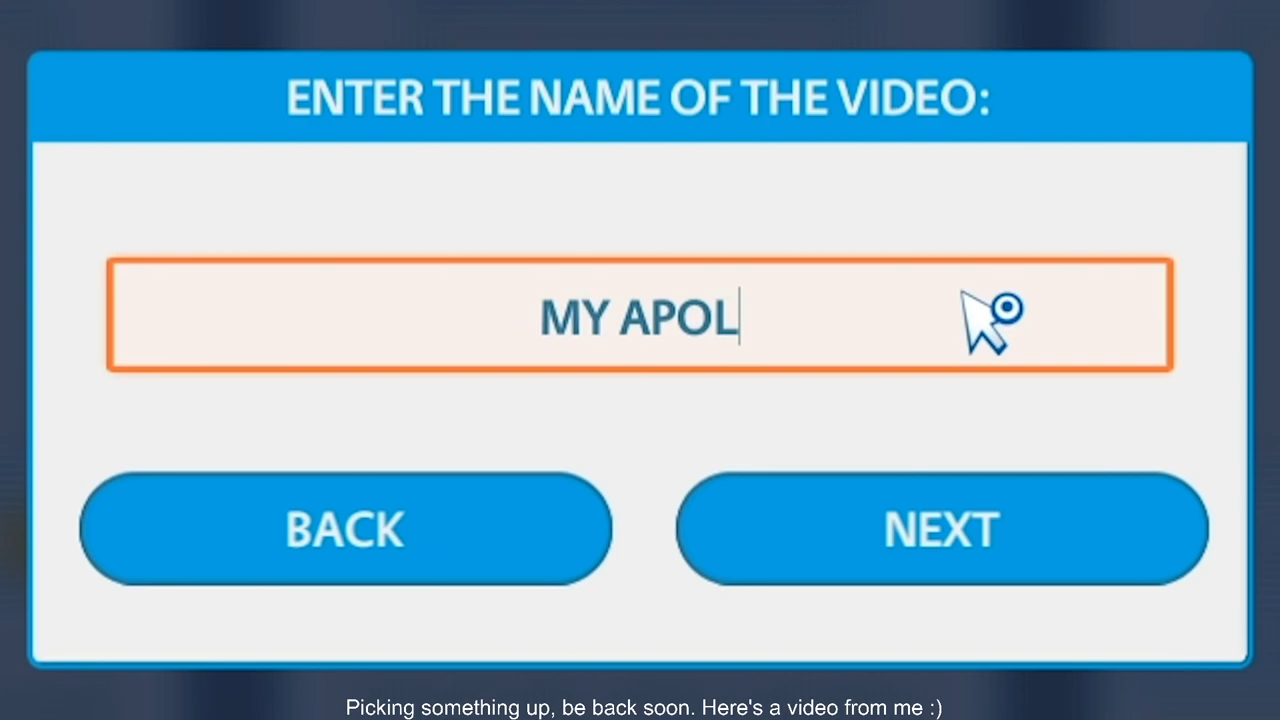 ENTER THE NAME OF THE VIDEO:
MY APOL
BACK
NEXT
Picking something up, be back soon. Here's a video from me :)